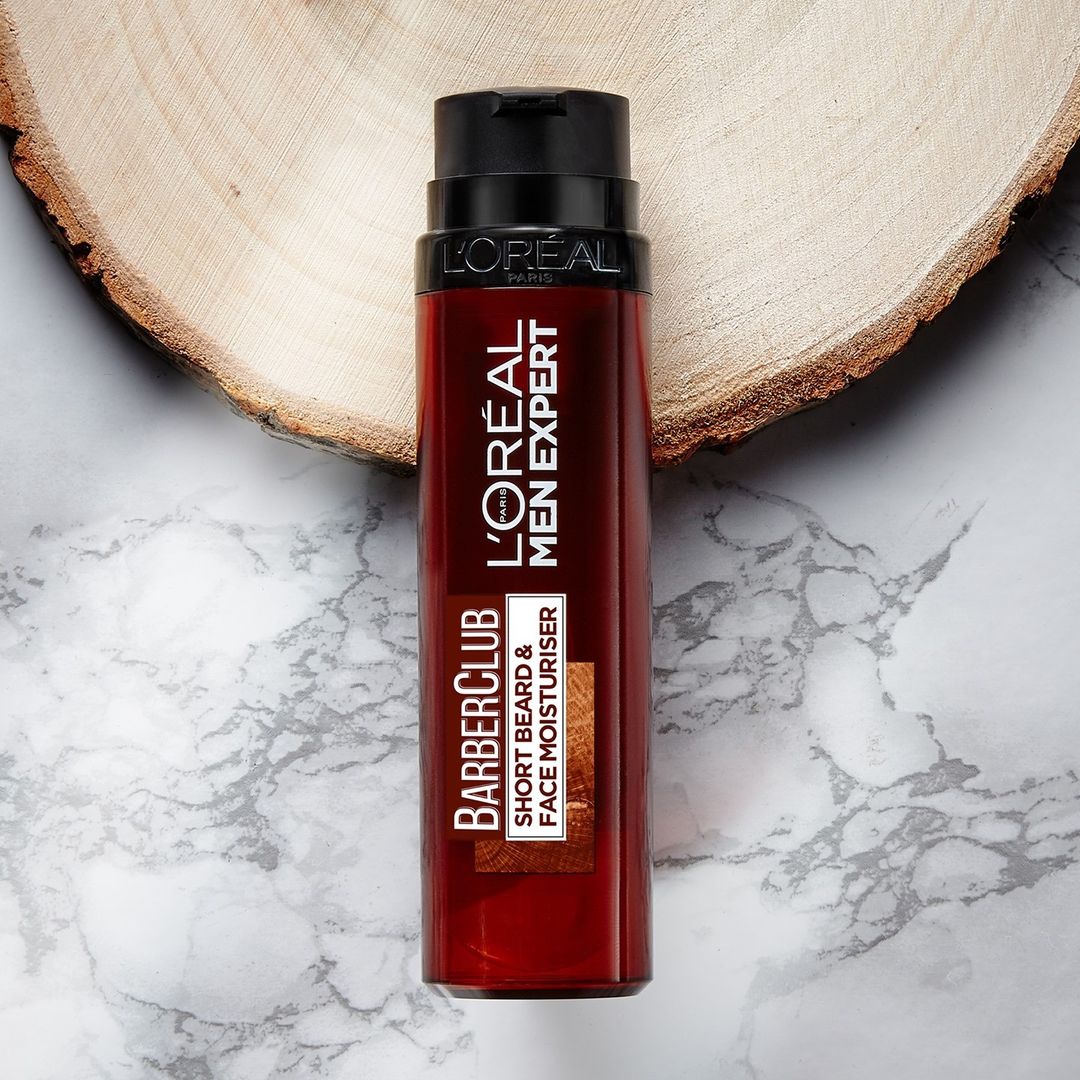 L'ORÉAL
PARIS
L'ORÉAL
PARIS
MEN EXPERT
BARBERCLUB
SHORT BEARD &
FACE MOISTURISER